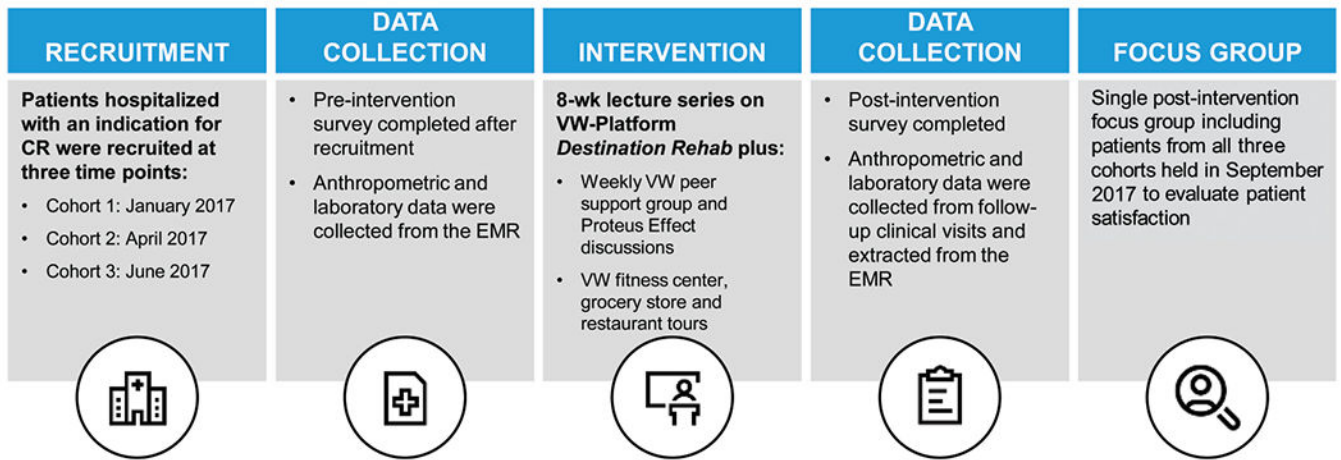 RECRUITMENT
Patients hospitalized
with an indication for
CR were recruited at
three time points:
• Cohort 1: January 2017
• Cohort 2: April 2017
• Cohort 3: June 2017
DATA
COLLECTION
• Pre-intervention
survey completed after
recruitment
• Anthropometric and
laboratory data were
collected from the EMR
INTERVENTION
8-wk lecture series on
VW-Platform
Destination Rehab plus:
• Weekly VW peer
support group and
Proteus Effect
discussions
• VW fitness center,
grocery store and
restaurant tours
DATA
COLLECTION
• Post-intervention
survey completed
• Anthropometric and
laboratory data were
collected from follow-
up clinical visits and
extracted from the
EMR
FOCUS GROUP
Single post-intervention
focus group including
patients from all three
cohorts held in September
2017 to evaluate patient
satisfaction